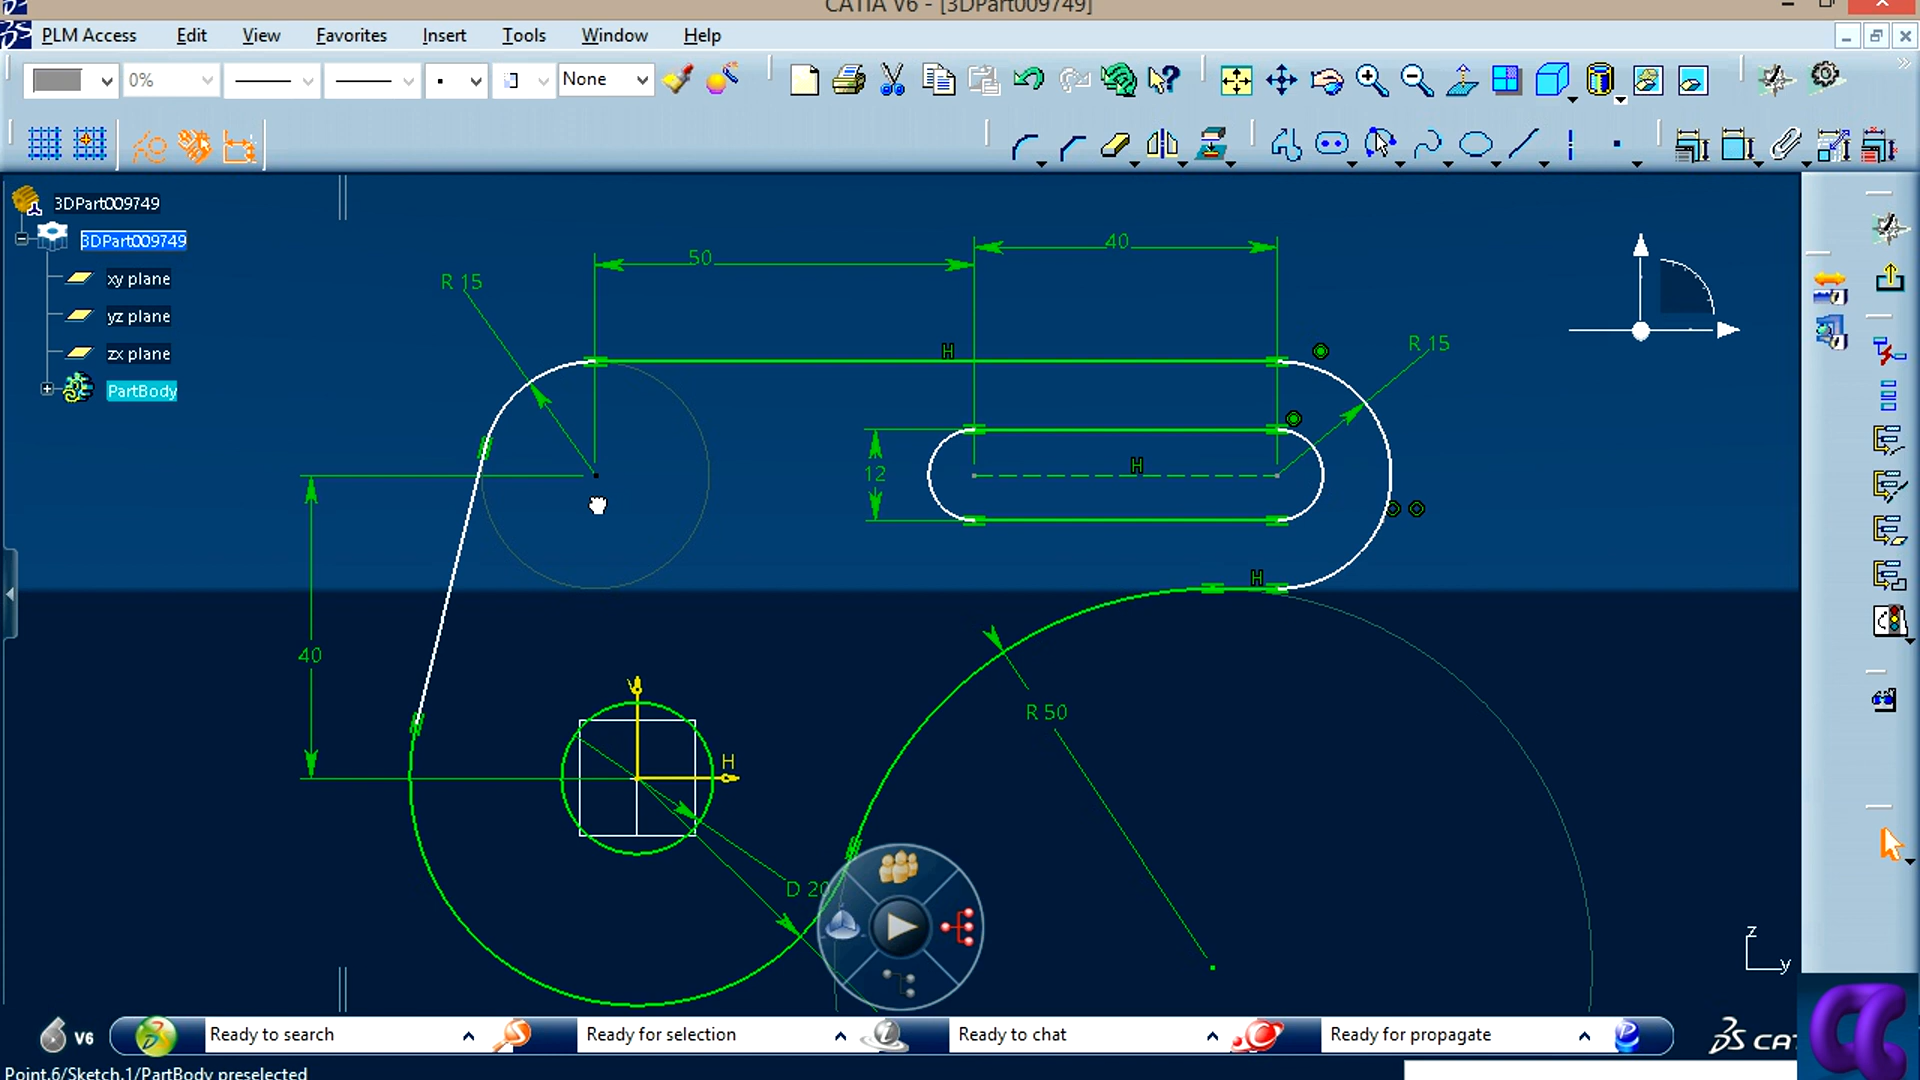 CATIA V6 - [3DPart009749]
PLM Access Edit View Favorites Insert Tools Window Help
0% None
3DPart009749
3DPart009749
xy plane
yz plane
zx plane
PartBody
50
40
R 15
R 15
H
H
12
H
40
R 50
V
H
D 20
z
y
V6 Ready to search Ready for selection Ready to chat Ready for propagate
Point.6/Sketch.1/PartBody preselected